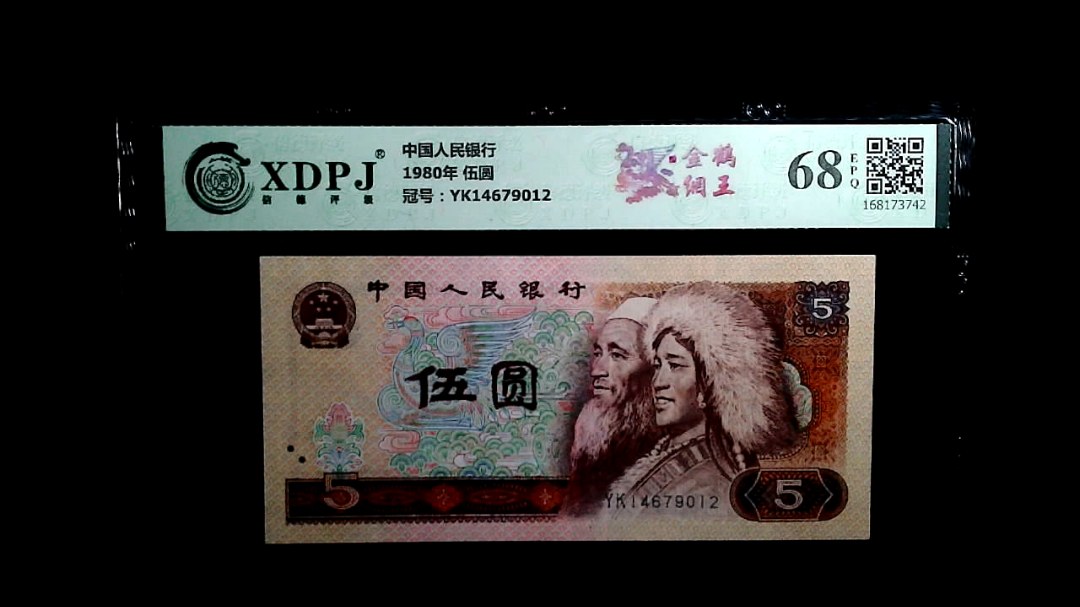 XDPJ®
信德评级
中国人民银行
1980年 伍圆
冠号：YK14679012
金鹤
绸王
68
EPQ
168173742
中国人民银行
5
伍圆
5
YK14679012
5